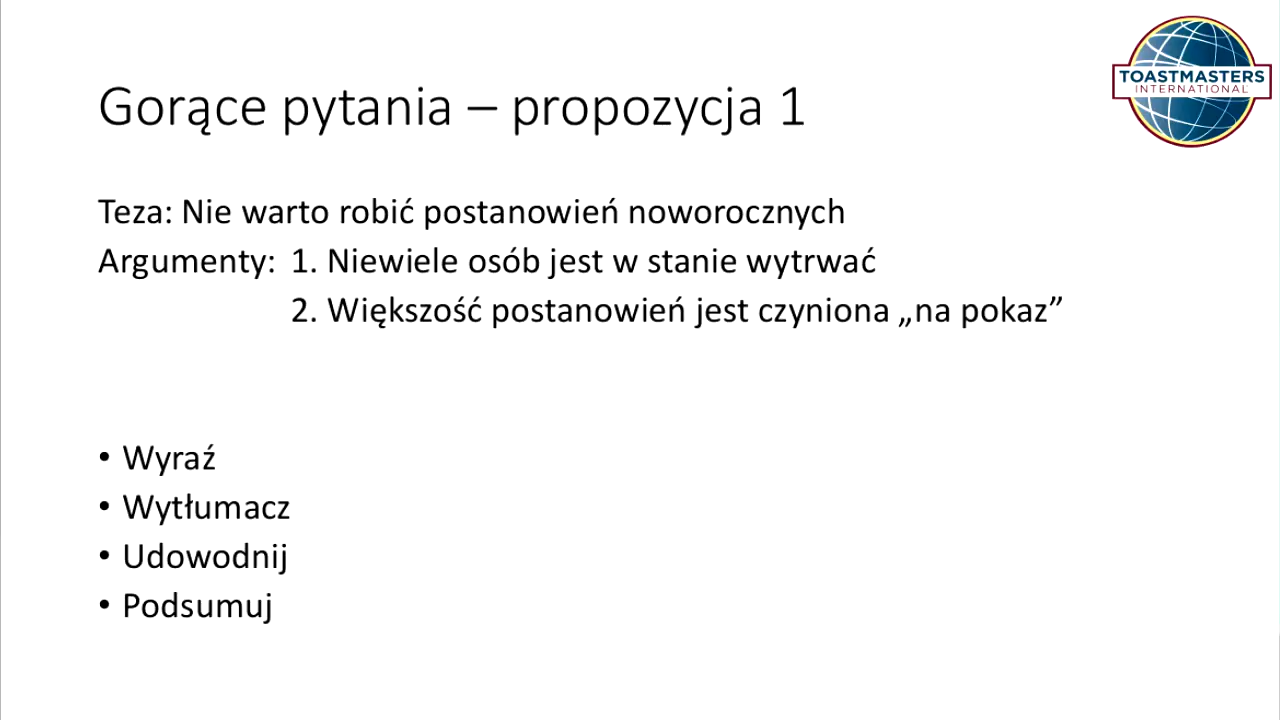 TOASTMASTERS
INTERNATIONAL
Gorące pytania – propozycja 1
Teza: Nie warto robić postanowień noworocznych
Argumenty: 1. Niewiele osób jest w stanie wytrwać
2. Większość postanowień jest czyniona „na pokaz”
• Wyraź
• Wytłumacz
• Udowodnij
• Podsumuj